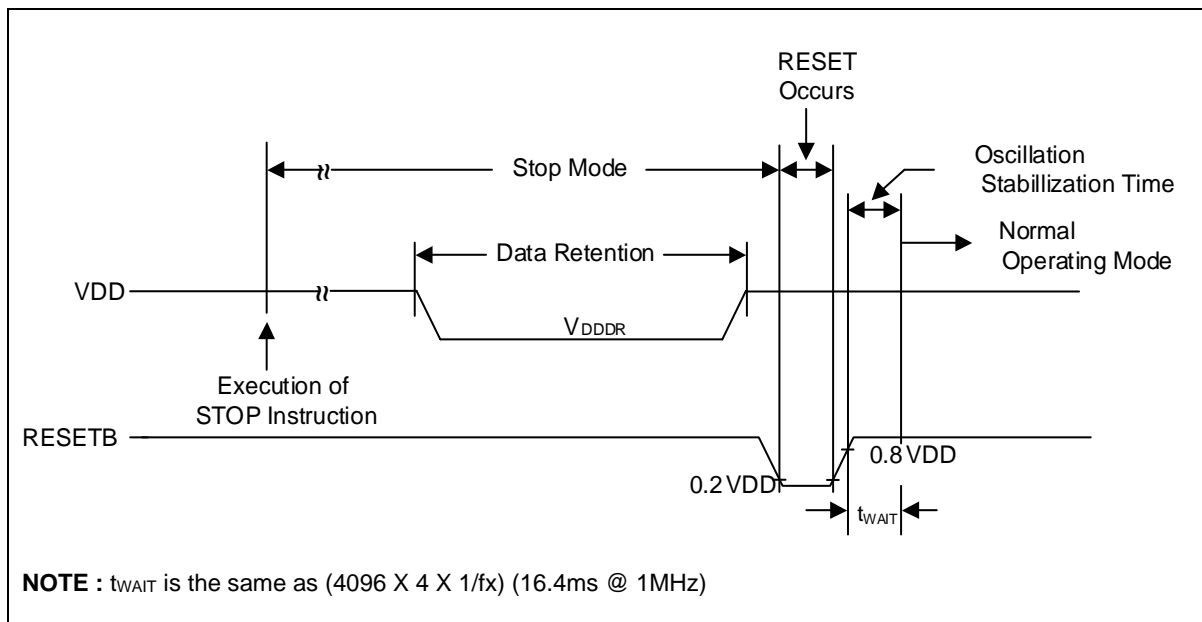 RESET
Occurs
Oscillation
Stabillization Time
Stop Mode
Normal
Operating Mode
Data Retention
VDD
VDDDR
Execution of
STOP Instruction
RESETB
0.8 VDD
0.2 VDD
tWAIT
NOTE : tWAIT is the same as (4096 X 4 X 1/fx) (16.4ms @ 1MHz)